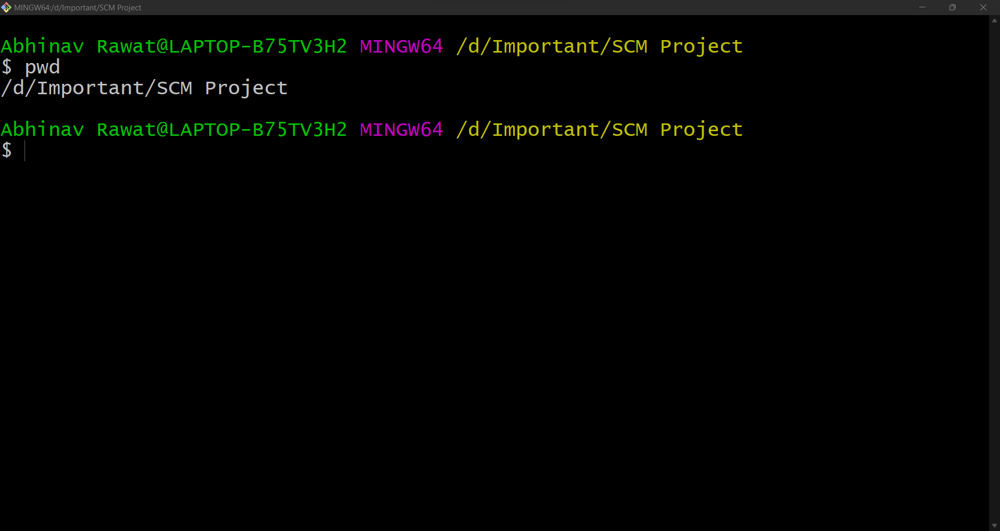 MINGW64:/d/Important/SCM Project
Abhinav Rawat@LAPTOP-B75TV3H2 MINGW64 /d/Important/SCM Project
$ pwd
/d/Important/SCM Project
Abhinav Rawat@LAPTOP-B75TV3H2 MINGW64 /d/Important/SCM Project
$